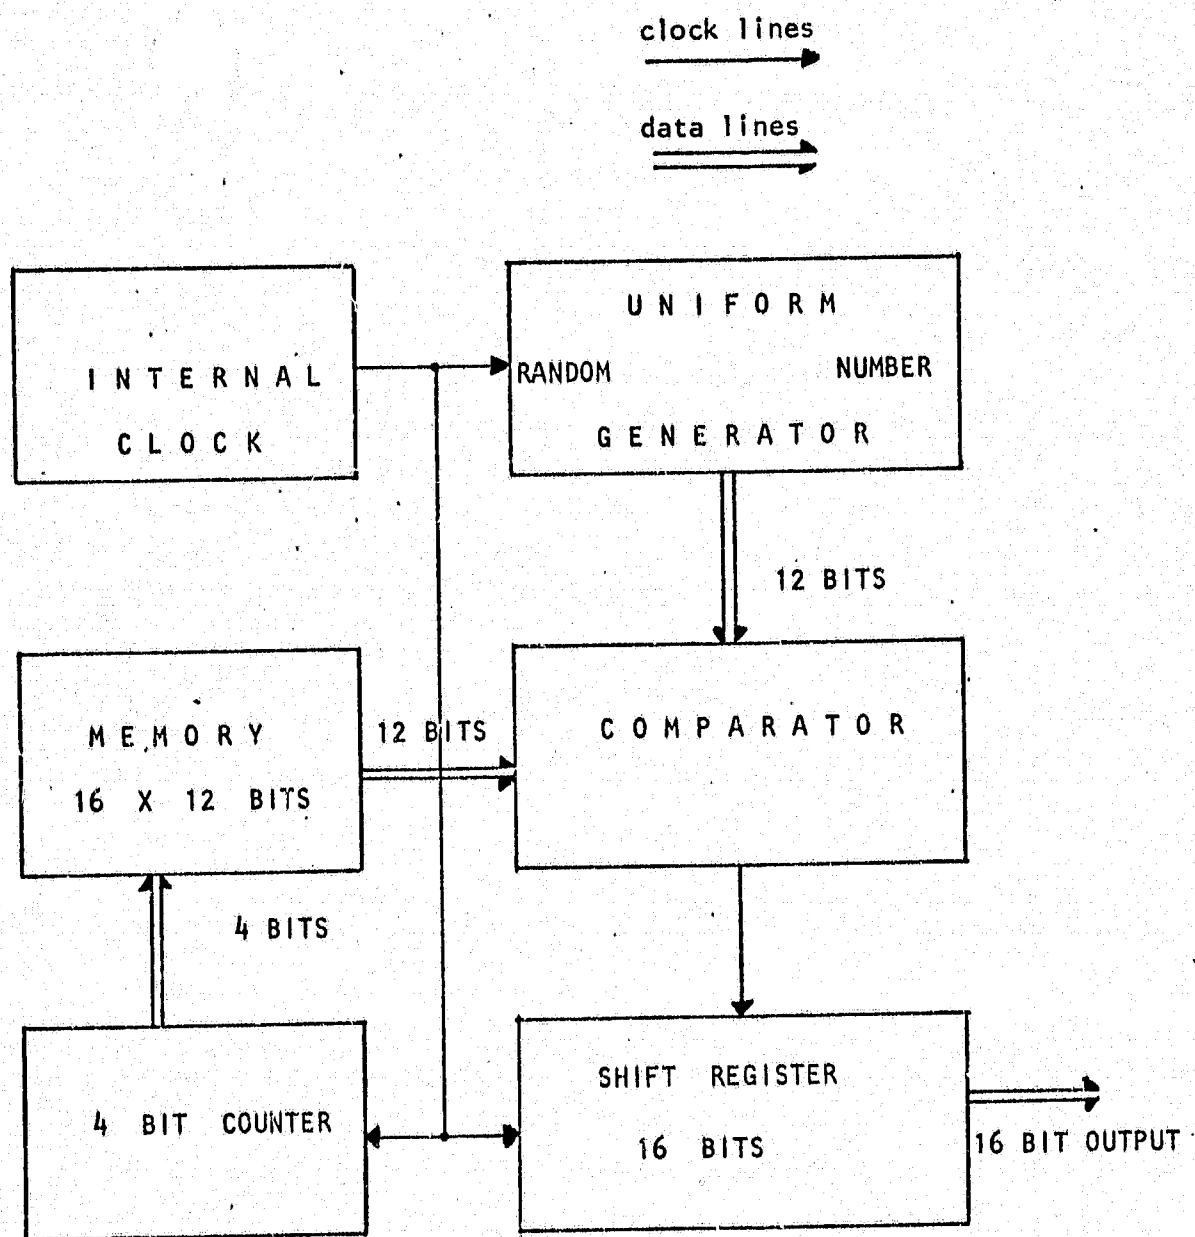 clock lines
data lines
UNIFORM
RANDOM NUMBER
GENERATOR
INTERNAL
CLOCK
12 BITS
MEMORY
16 X 12 BITS
12 BITS
COMPARATOR
4 BITS
4 BIT COUNTER
SHIFT REGISTER
16 BITS
16 BIT OUTPUT